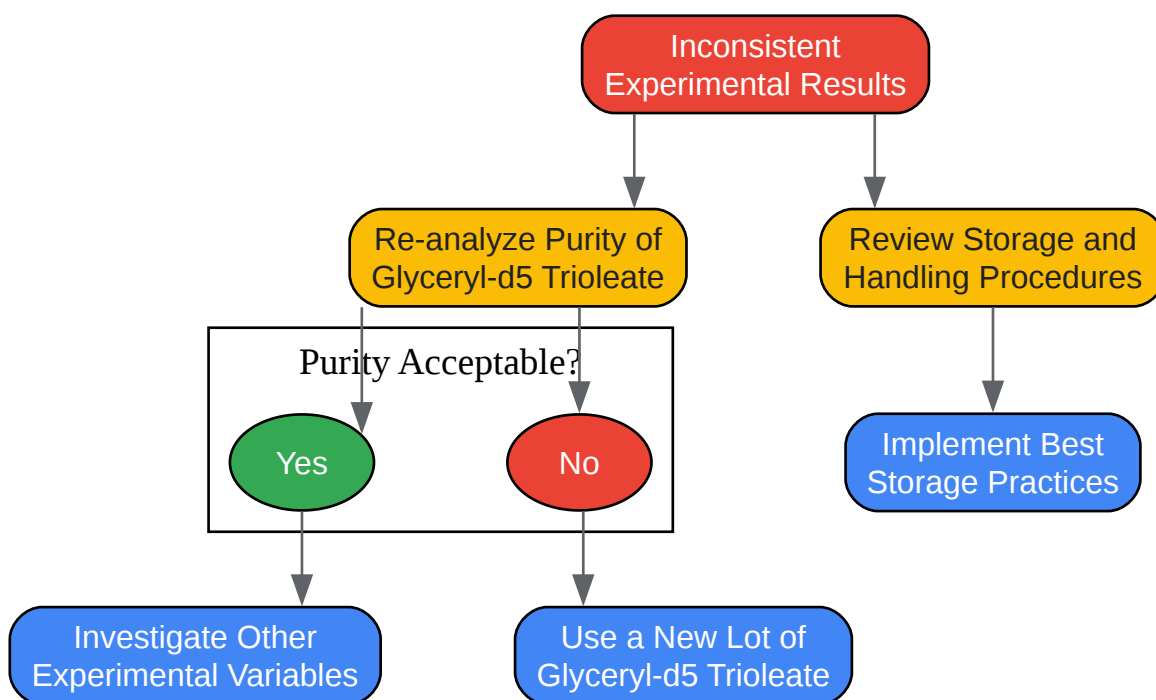 Inconsistent
Experimental Results
Re-analyze Purity of
Glyceryl-d5 Trioleate
Review Storage and
Handling Procedures
Purity Acceptable?
Yes
No
Implement Best
Storage Practices
Investigate Other
Experimental Variables
Use a New Lot of
Glyceryl-d5 Trioleate